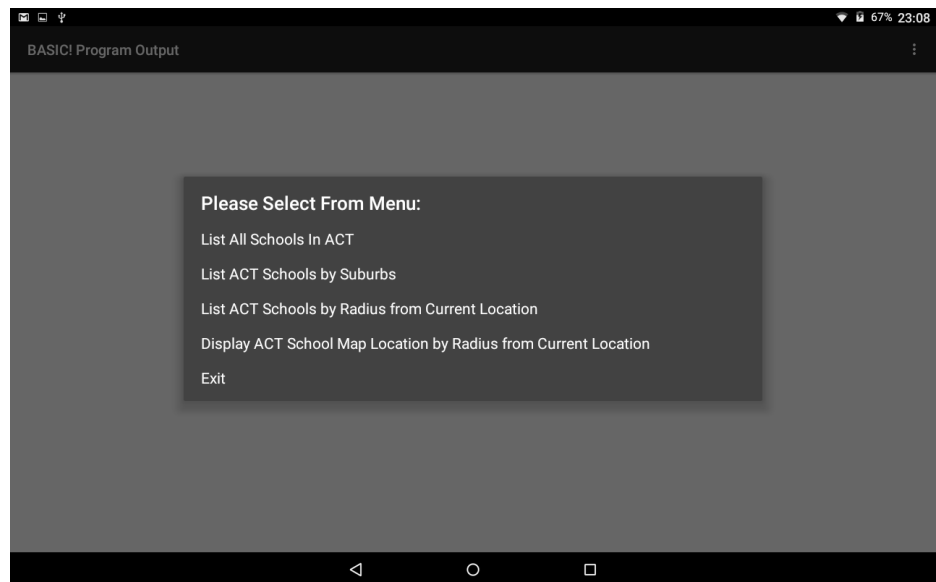 67% 23:08
BASIC! Program Output
Please Select From Menu:
List All Schools In ACT
List ACT Schools by Suburbs
List ACT Schools by Radius from Current Location
Display ACT School Map Location by Radius from Current Location
Exit